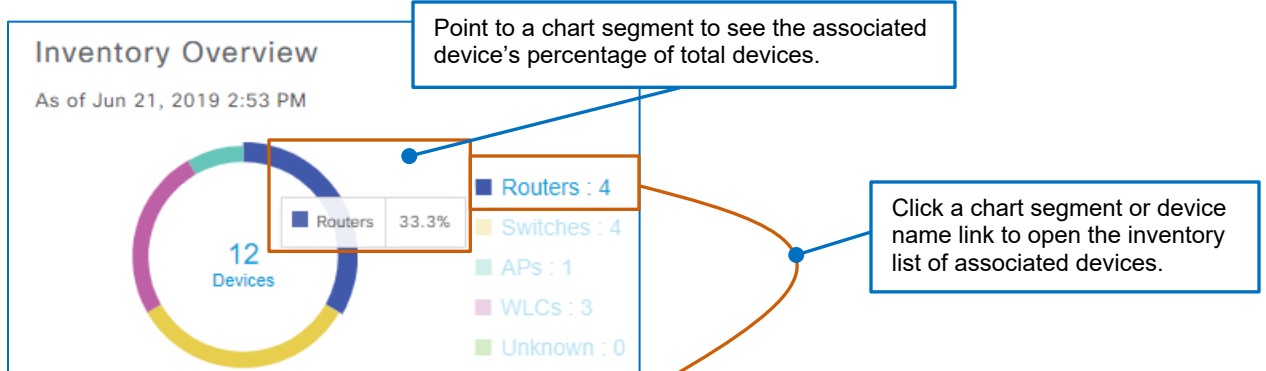 Point to a chart segment to see the associated
device’s percentage of total devices.
Inventory Overview
As of Jun 21, 2019 2:53 PM
Routers 33.3%
12
Devices
Routers : 4
Switches : 4
APs : 1
WLCs : 3
Unknown : 0
Click a chart segment or device
name link to open the inventory
list of associated devices.